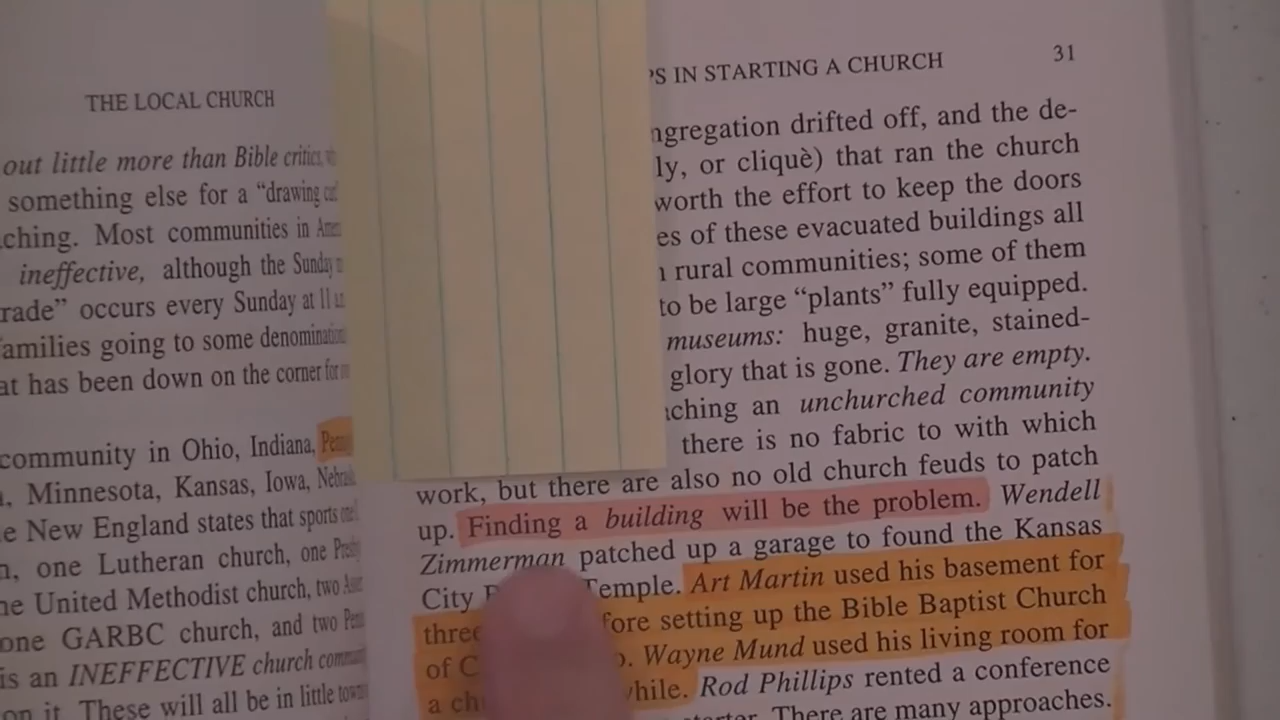 THE LOCAL CHURCH
out little more than Bible
something else for a “drawing
ching. Most communities in
ineffective, although the Sunday
rade” occurs every Sunday at 11
amilies going to some
at has been down on the corner for
community in Ohio, Indiana,
Minnesota, Kansas, Iowa,
e New England states that sports
n, one Lutheran church, one
he United Methodist church, two
one GARBC church, and two
is an INEFFECTIVE church
on it. These will all be in little
IN STARTING A CHURCH 31
ngregation drifted off, and the de-
ly, or cliquè) that ran the church
worth the effort to keep the doors
es of these evacuated buildings all
rural communities; some of them
to be large “plants” fully equipped.
museums: huge, granite, stained-
glory that is gone. They are empty.
ching an unchurched community
there is no fabric to with which
work, but there are also no old church feuds to patch
up. Finding a building will be the problem. Wendell
Zimmerman patched up a garage to found the Kansas
City Temple. Art Martin used his basement for
three fore setting up the Bible Baptist Church
of C o. Wayne Mund used his living room for
a ch while. Rod Phillips rented a conference
There are many approaches.